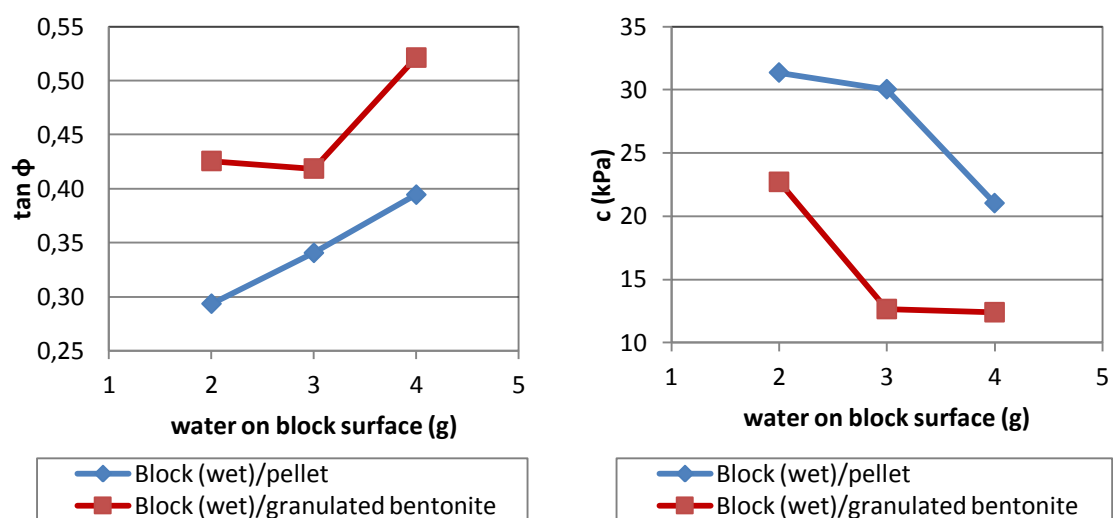 0,55
0,50
0,45
0,40
0,35
0,30
0,25
tan ϕ
1 2 3 4 5
water on block surface (g)
Block (wet)/pellet
Block (wet)/granulated bentonite
35
30
25
20
15
10
c (kPa)
1 2 3 4 5
water on block surface (g)
Block (wet)/pellet
Block (wet)/granulated bentonite